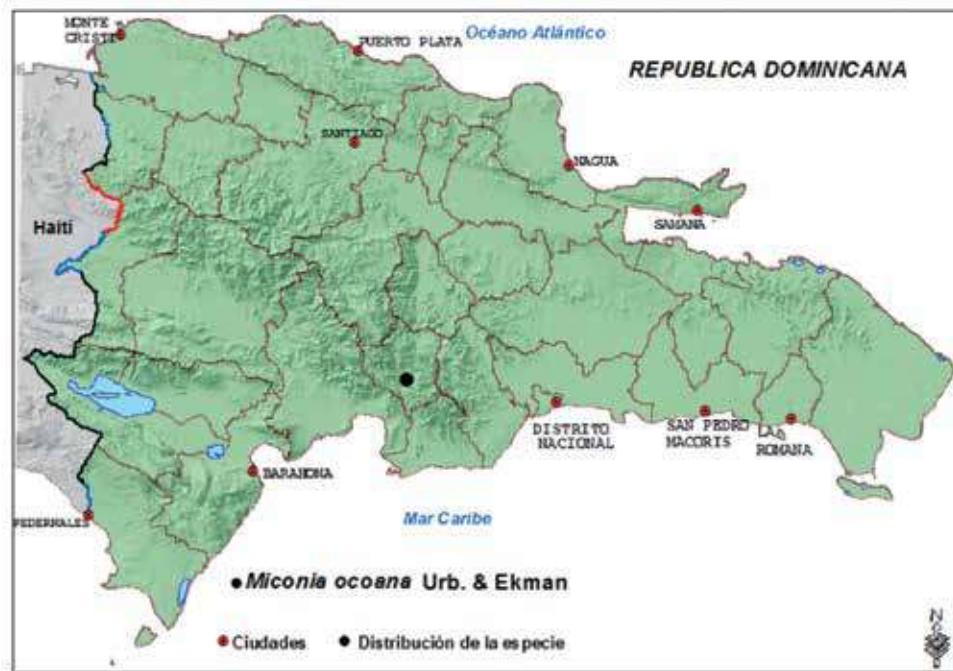 MONTE
CRISTI
Océano Atlántico
PUERTO PLATA
REPUBLICA DOMINICANA
SANTIAGO
NAGUA
Haití
SAMANA
DISTRITO
NACIONAL
SAN PEDRO
MACORIS
LA
ROMANA
BARAHONA
PEDERNALES
Mar Caribe
Miconia ocoana Urb. & Ekman
Ciudades
Distribución de la especie